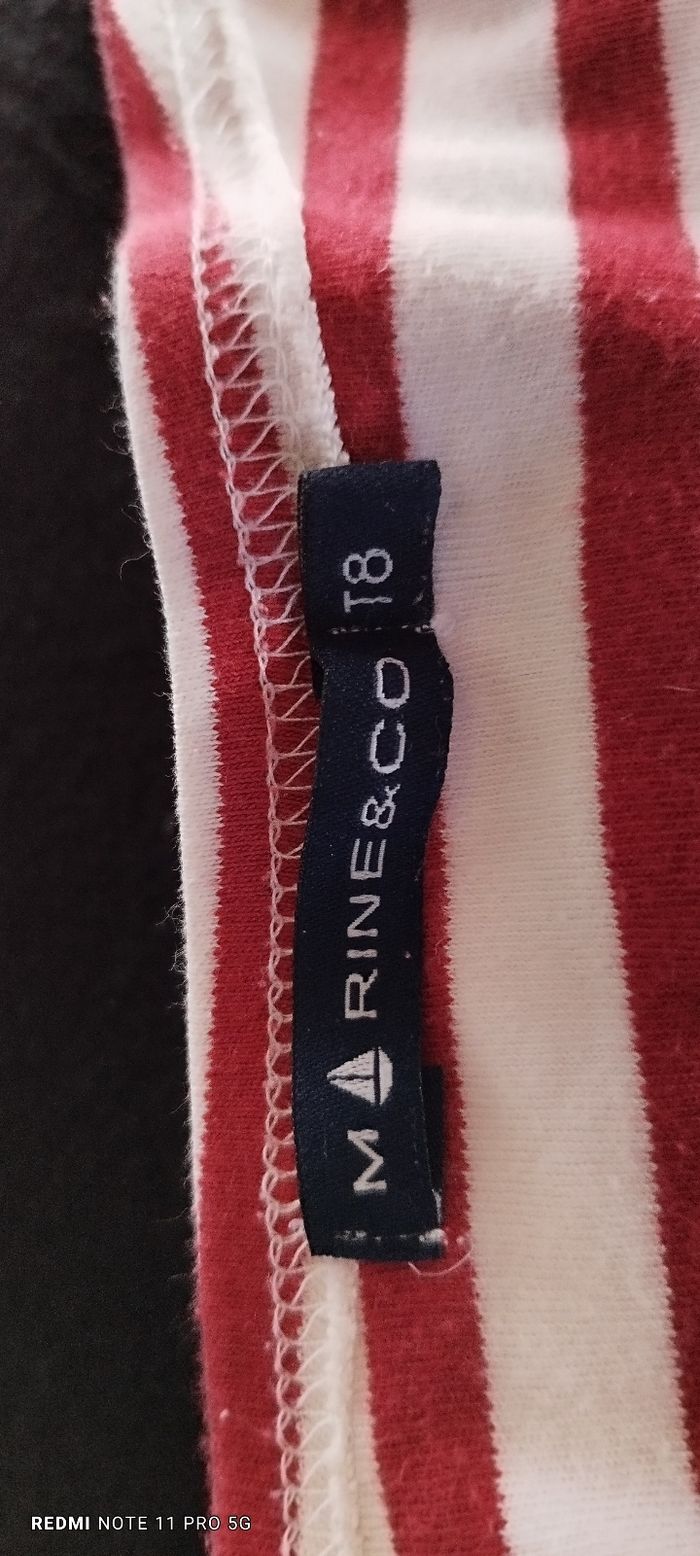 M RINE&CO
T8
REDMI NOTE 11 PRO 5G